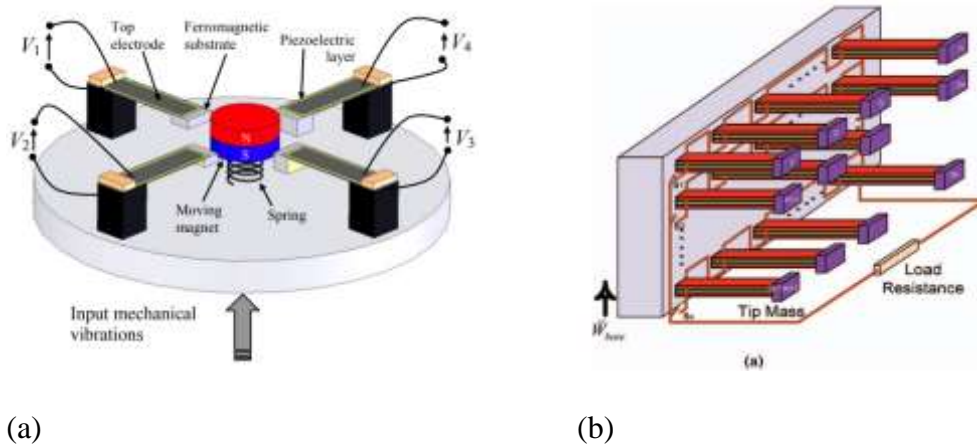 Top
electrode
Ferromagnetic
substrate
Piezoelectric
layer
V1
V4
V2
V3
N
S
Moving
magnet
Spring
Input mechanical
vibrations
Load
Resistance
Tip Mass
(a)
(a)
(b)